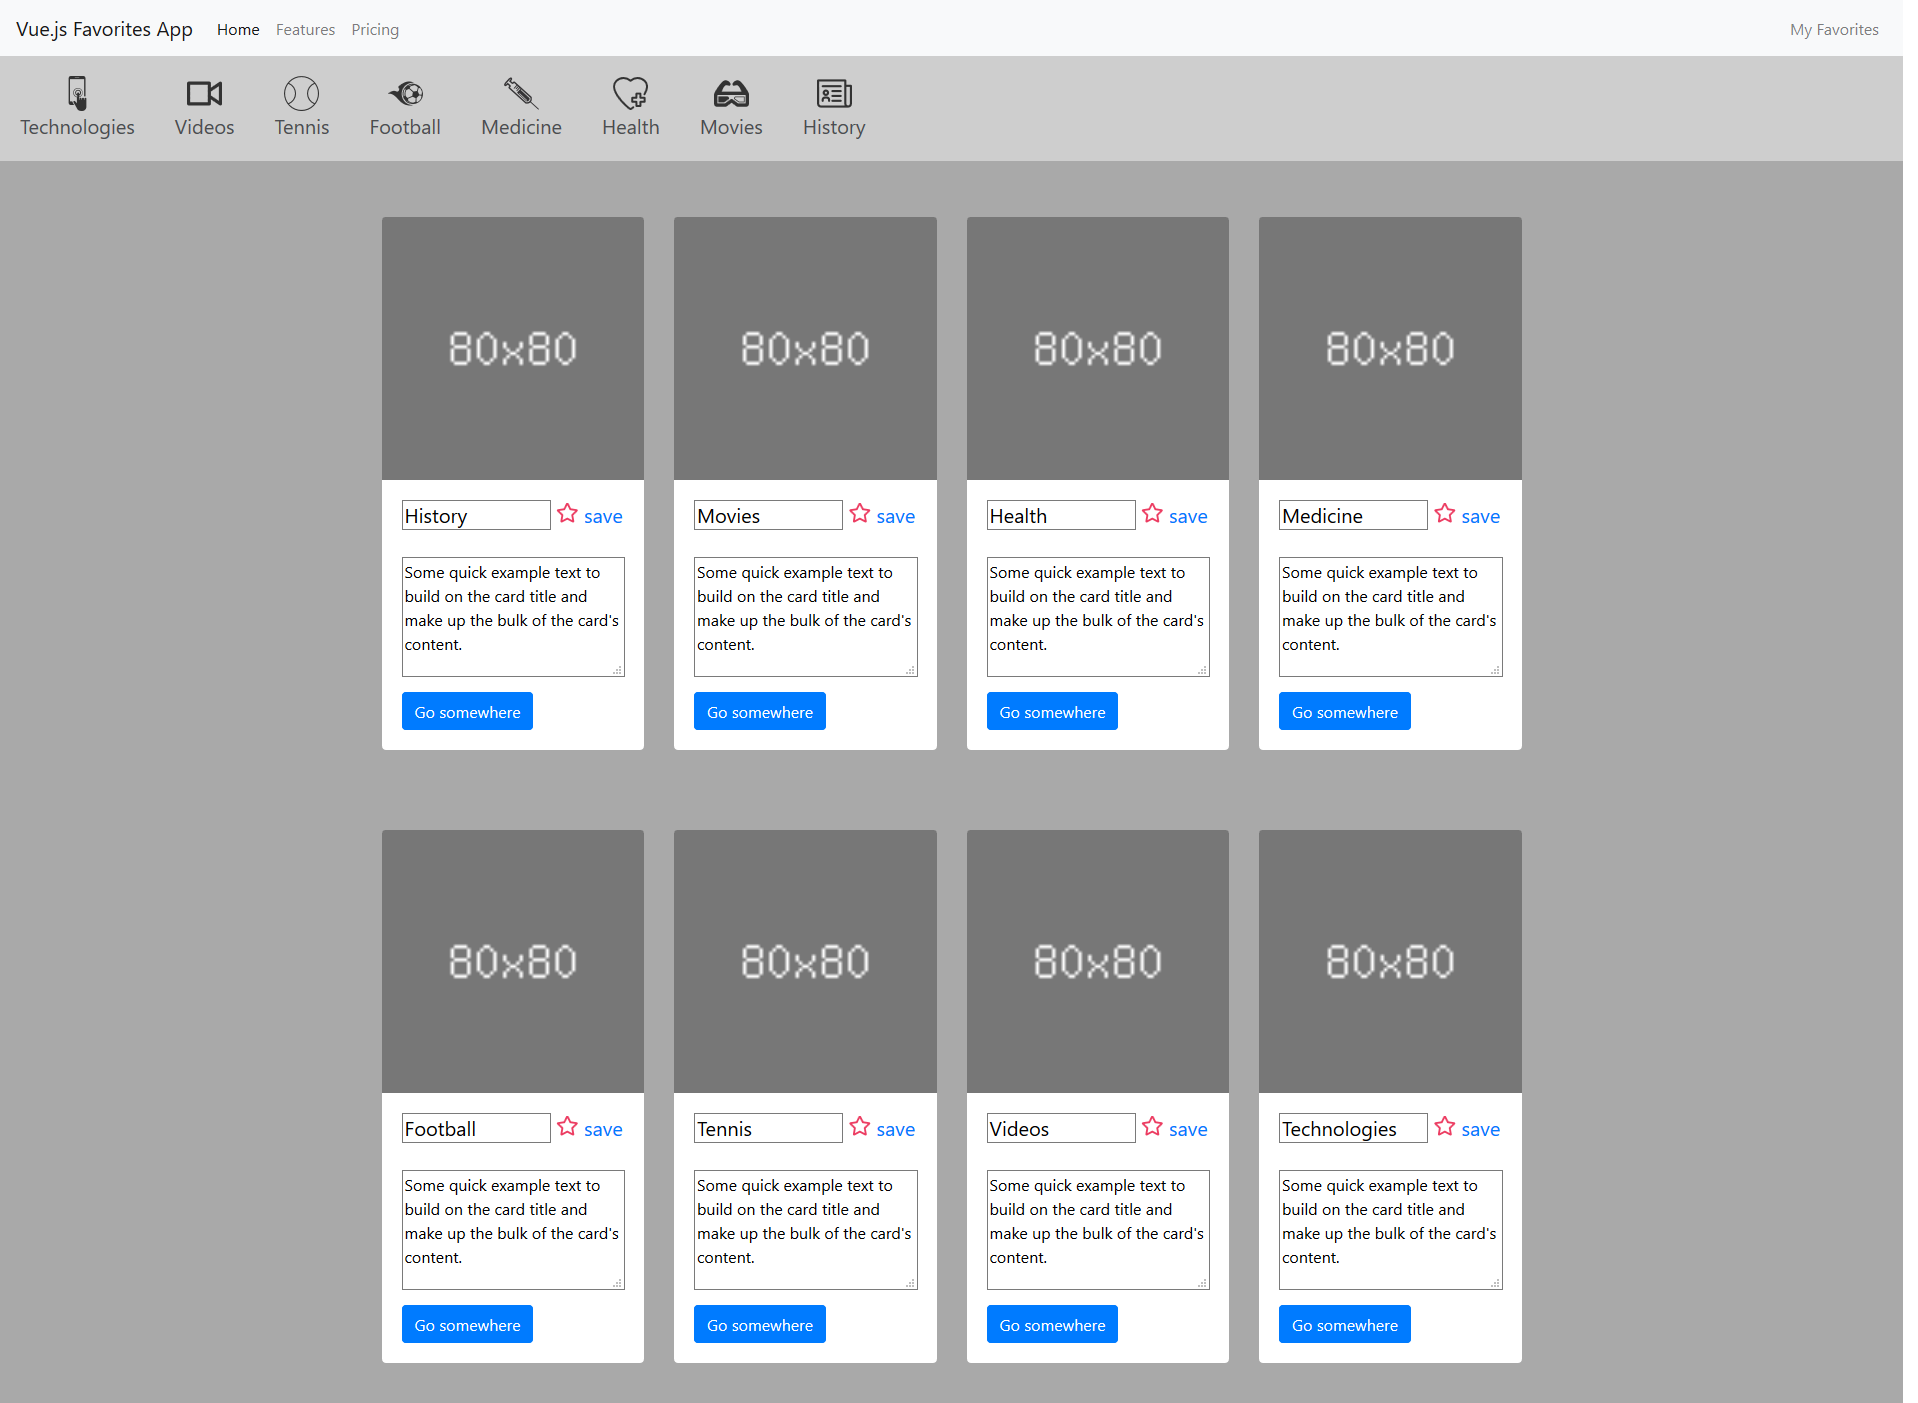 Vue.js Favorites App Home Features Pricing My Favorites
Technologies Videos Tennis Football Medicine Health Movies History
80x80 80x80 80x80 80x80
History save Movies save Health save Medicine save
Some quick example text to
build on the card title and
make up the bulk of the card's
content.
Some quick example text to
build on the card title and
make up the bulk of the card's
content.
Some quick example text to
build on the card title and
make up the bulk of the card's
content.
Some quick example text to
build on the card title and
make up the bulk of the card's
content.
Go somewhere Go somewhere Go somewhere Go somewhere
80x80 80x80 80x80 80x80
Football save Tennis save Videos save Technologies save
Some quick example text to
build on the card title and
make up the bulk of the card's
content.
Some quick example text to
build on the card title and
make up the bulk of the card's
content.
Some quick example text to
build on the card title and
make up the bulk of the card's
content.
Some quick example text to
build on the card title and
make up the bulk of the card's
content.
Go somewhere Go somewhere Go somewhere Go somewhere